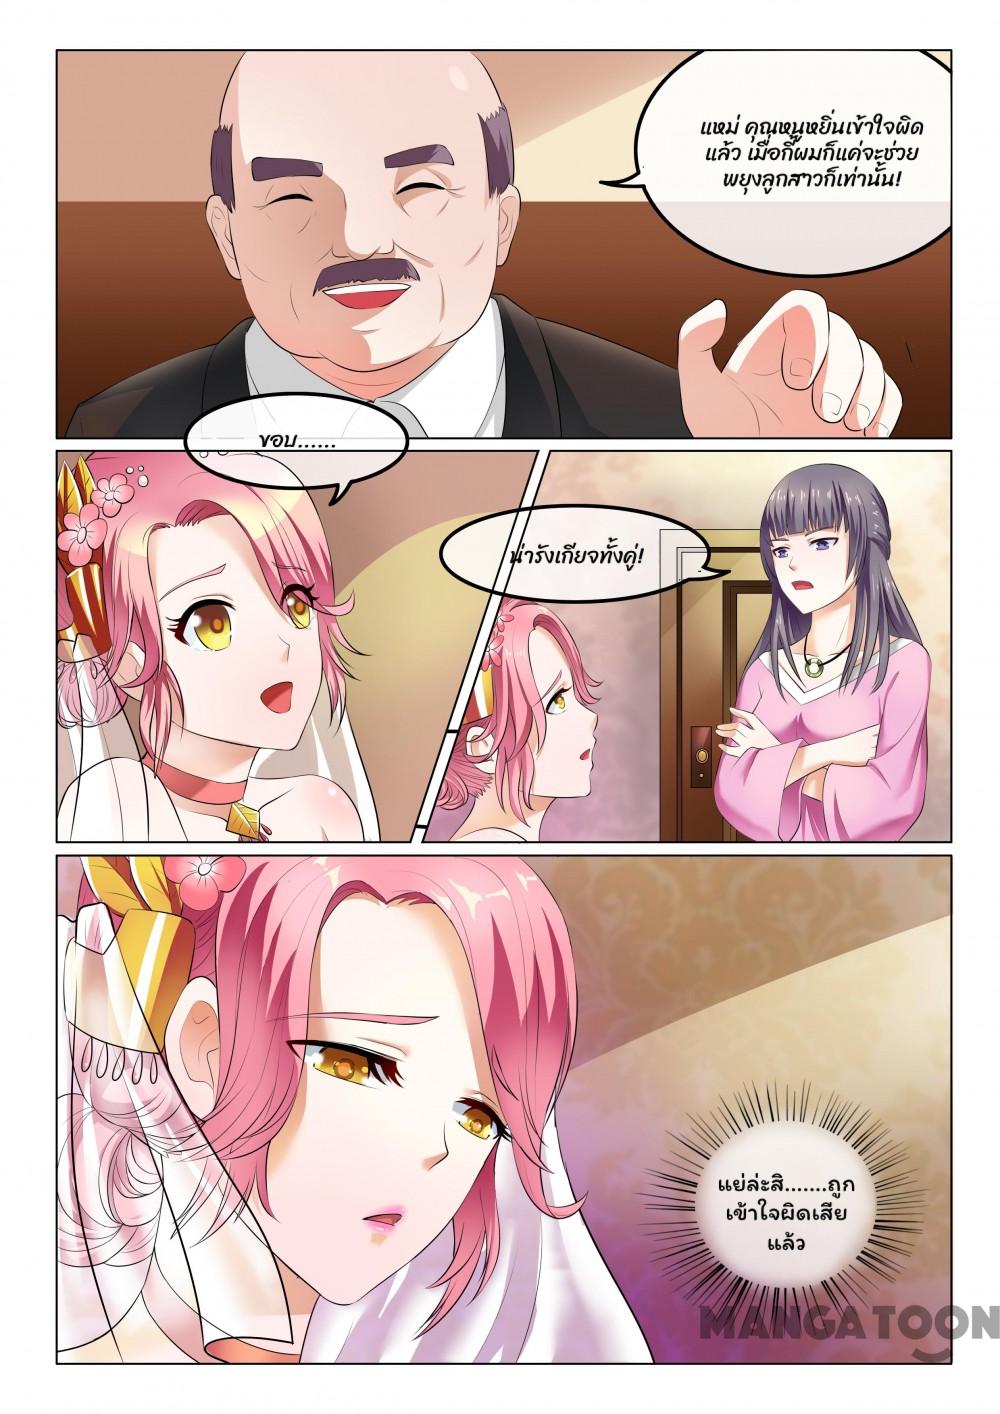 แหม่ คุณหนูหยิ่นเข้าใจผิด
แล้ว เมื่อกี้ผมก็แค่จะช่วย
พยุงลูกสาวก็เท่านั้น!
ขอบ......
น่ารังเกียจทั้งคู่!
แย่ล่ะสิ.......ถูก
เข้าใจผิดเสีย
แล้ว
MANGATOON